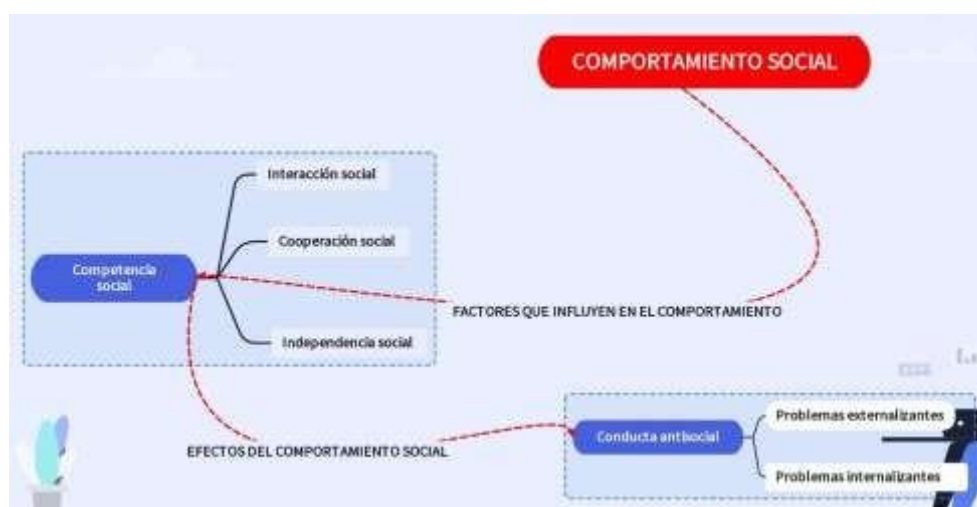 COMPORTAMIENTO SOCIAL
Interacción social
Cooperación social
Competencia
social
Independencia social
FACTORES QUE INFLUYEN EN EL COMPORTAMIENTO
EFECTOS DEL COMPORTAMIENTO SOCIAL
Conducta antisocial
Problemas externalizantes
Problemas internalizantes